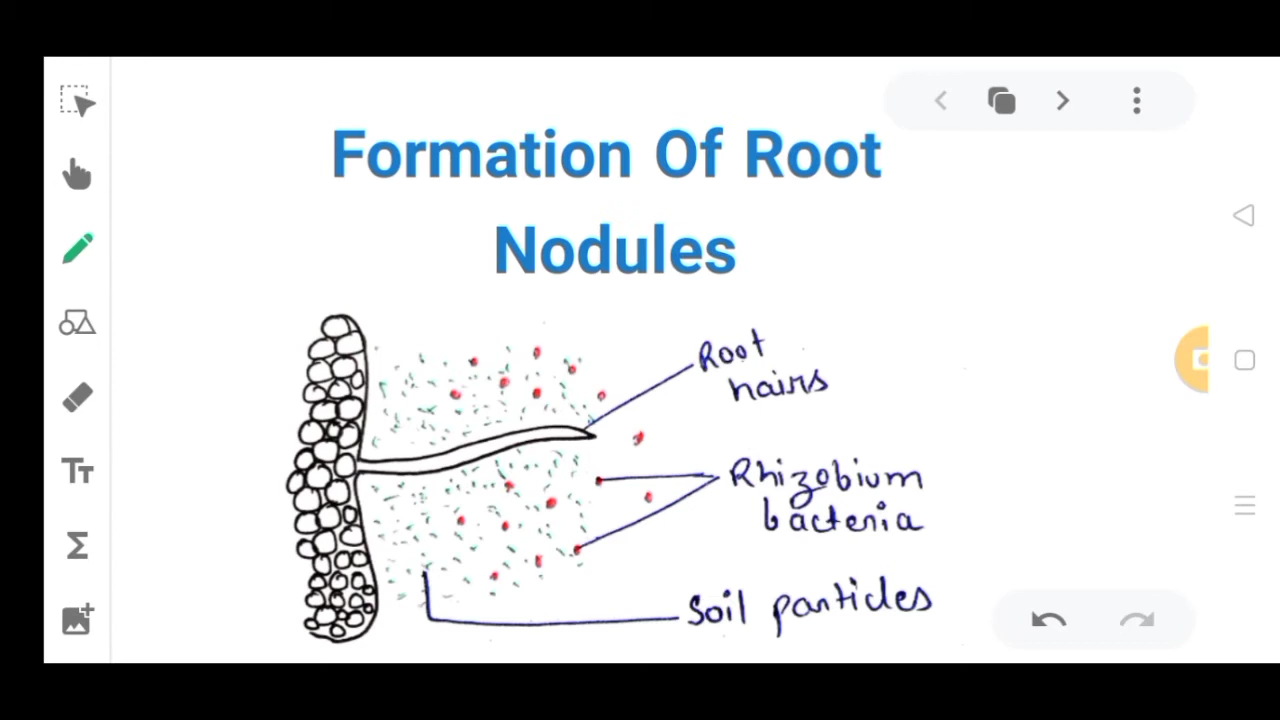 Formation Of Root
Nodules
Root
hairs
Rhizobium
bacteria
Soil particles